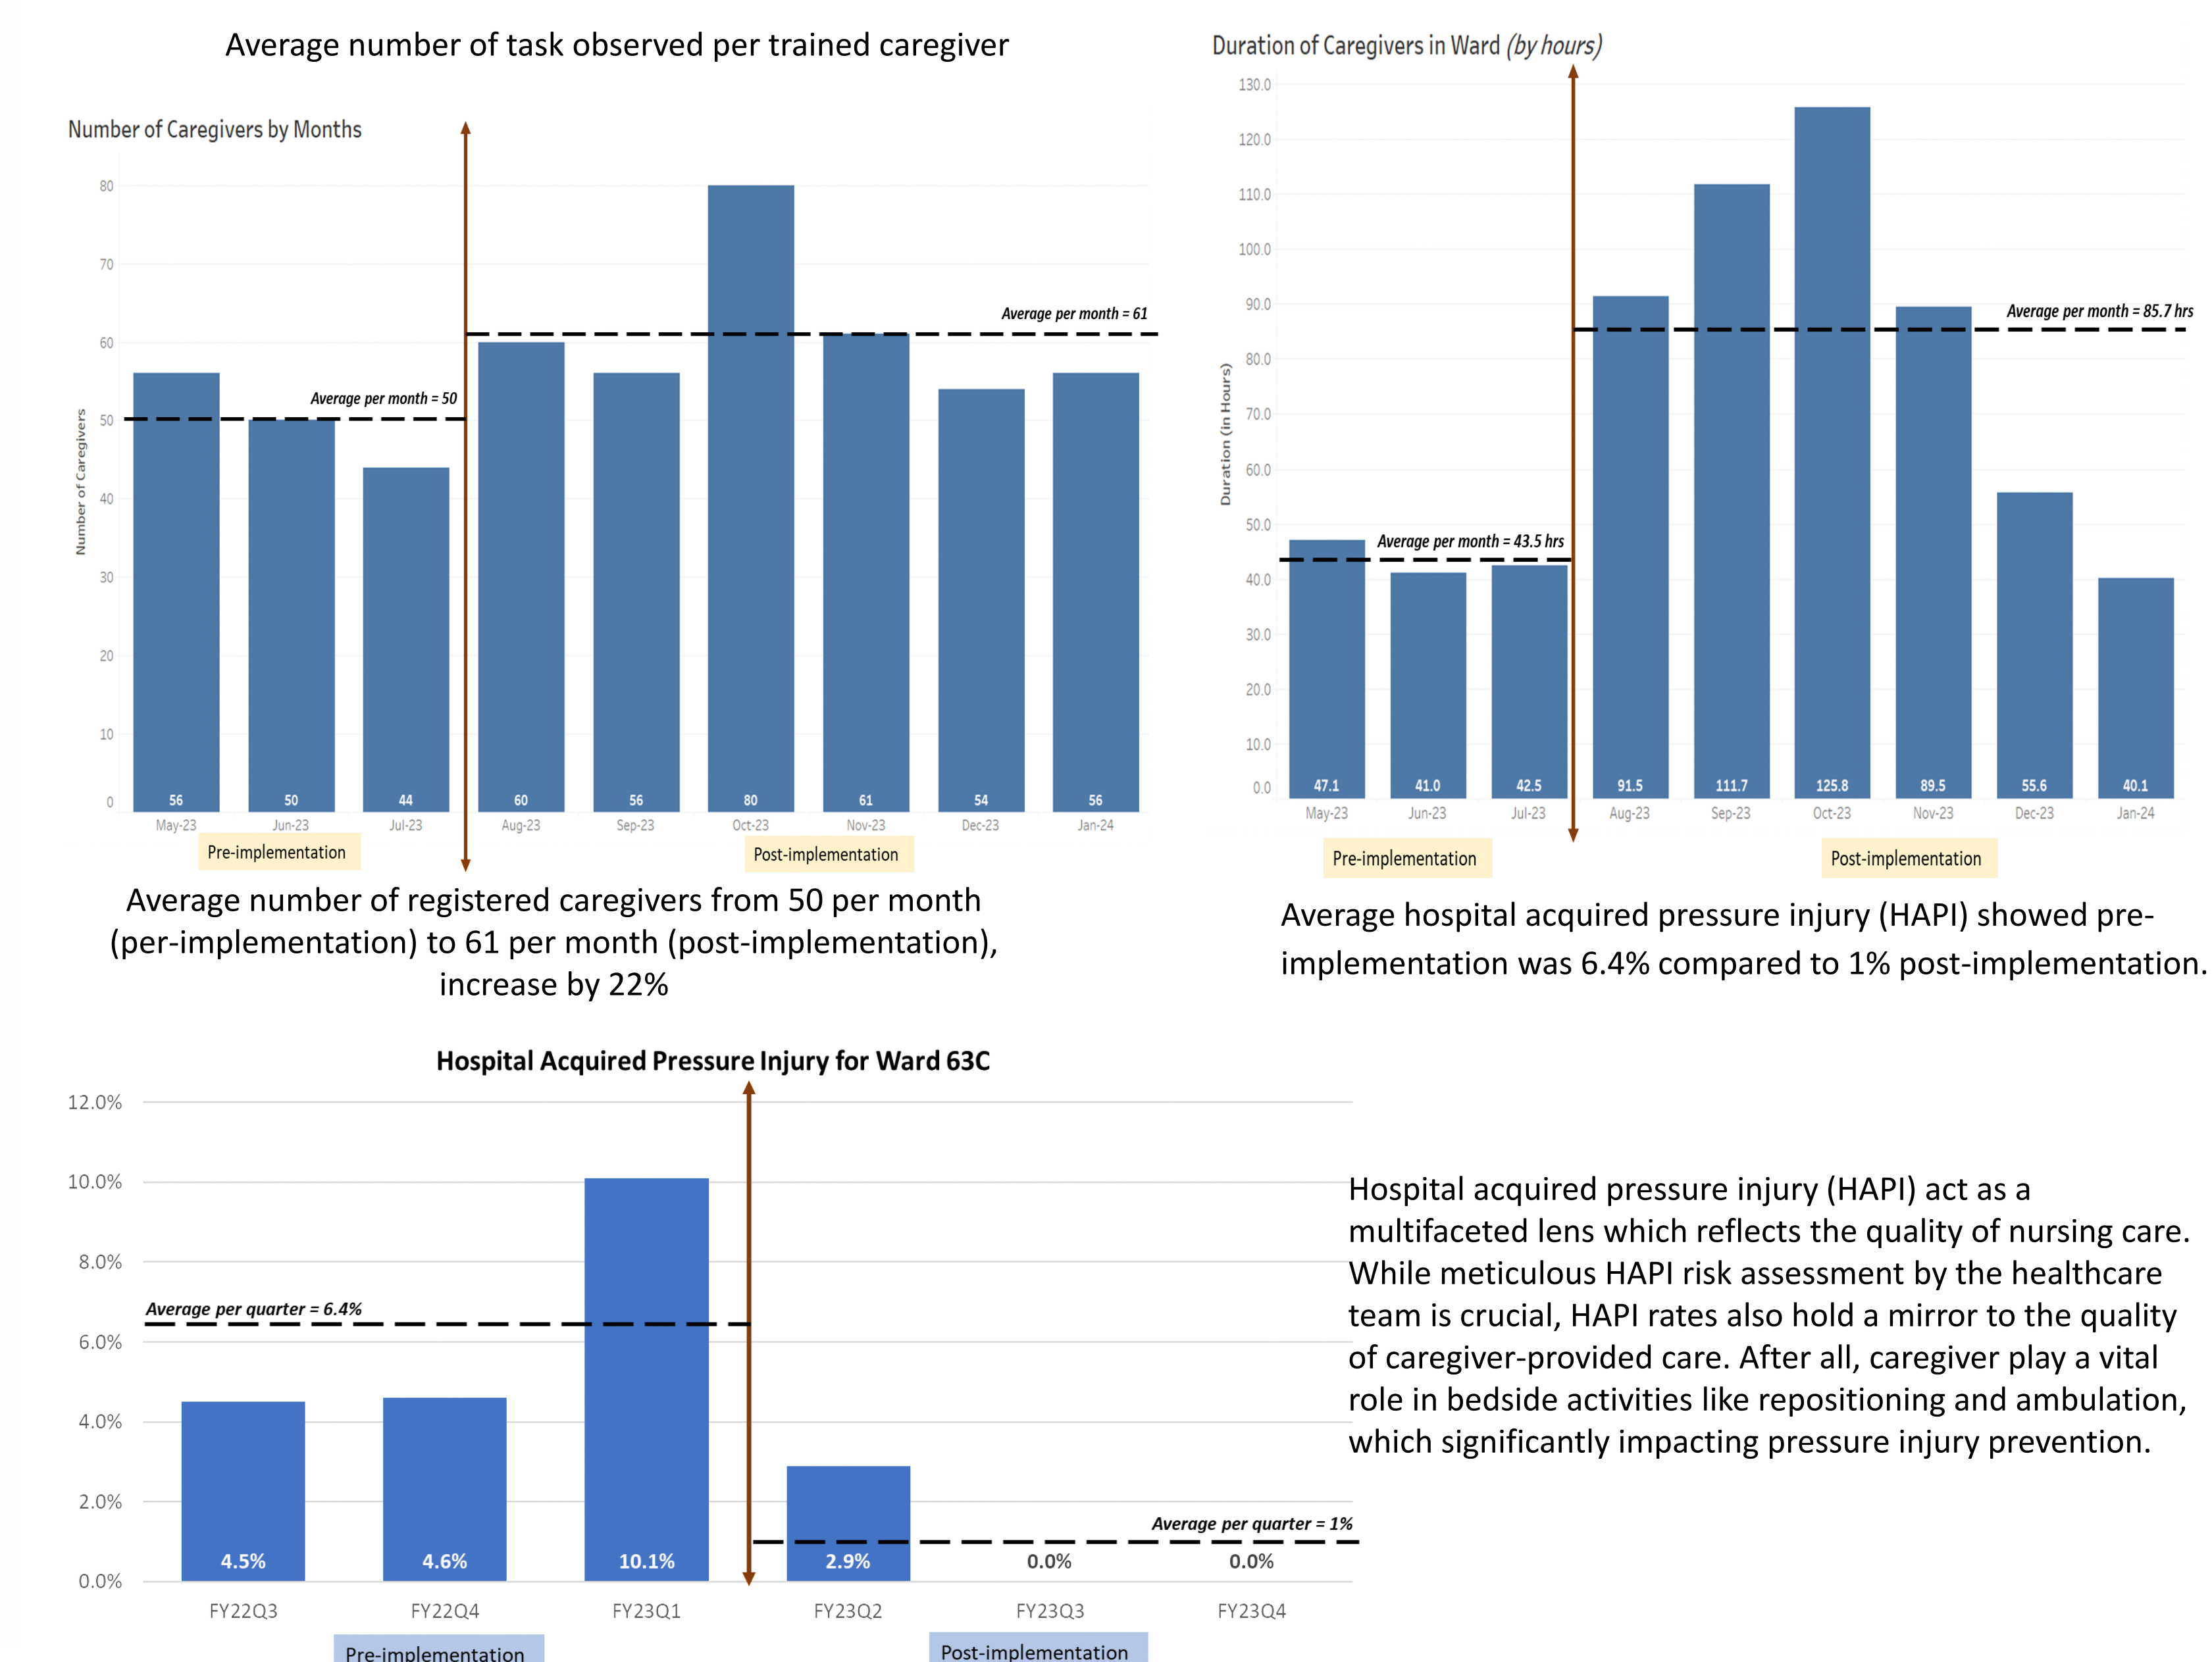 Average number of task observed per trained caregiver
Number of Caregivers by Months
Number of Caregivers
80
70
60
50
40
30
20
10
0
Average per month = 50
Average per month = 61
56
50
44
60
56
80
61
54
56
May-23
Jun-23
Jul-23
Aug-23
Sep-23
Oct-23
Nov-23
Dec-23
Jan-24
Pre-implementation
Post-implementation
Average number of registered caregivers from 50 per month
(per-implementation) to 61 per month (post-implementation),
increase by 22%
Duration of Caregivers in Ward (by hours)
Duration (in Hours)
130.0
120.0
110.0
100.0
90.0
80.0
70.0
60.0
50.0
40.0
30.0
20.0
10.0
0.0
Average per month = 43.5 hrs
Average per month = 85.7 hrs
47.1
41.0
42.5
91.5
111.7
125.8
89.5
55.6
40.1
May-23
Jun-23
Jul-23
Aug-23
Sep-23
Oct-23
Nov-23
Dec-23
Jan-24
Pre-implementation
Post-implementation
Average hospital acquired pressure injury (HAPI) showed pre-
implementation was 6.4% compared to 1% post-implementation.
Hospital Acquired Pressure Injury for Ward 63C
12.0%
10.0%
8.0%
6.0%
4.0%
2.0%
0.0%
Average per quarter = 6.4%
Average per quarter = 1%
4.5%
4.6%
10.1%
2.9%
0.0%
0.0%
FY22Q3
FY22Q4
FY23Q1
FY23Q2
FY23Q3
FY23Q4
Pre-implementation
Post-implementation
Hospital acquired pressure injury (HAPI) act as a
multifaceted lens which reflects the quality of nursing care.
While meticulous HAPI risk assessment by the healthcare
team is crucial, HAPI rates also hold a mirror to the quality
of caregiver-provided care. After all, caregiver play a vital
role in bedside activities like repositioning and ambulation,
which significantly impacting pressure injury prevention.